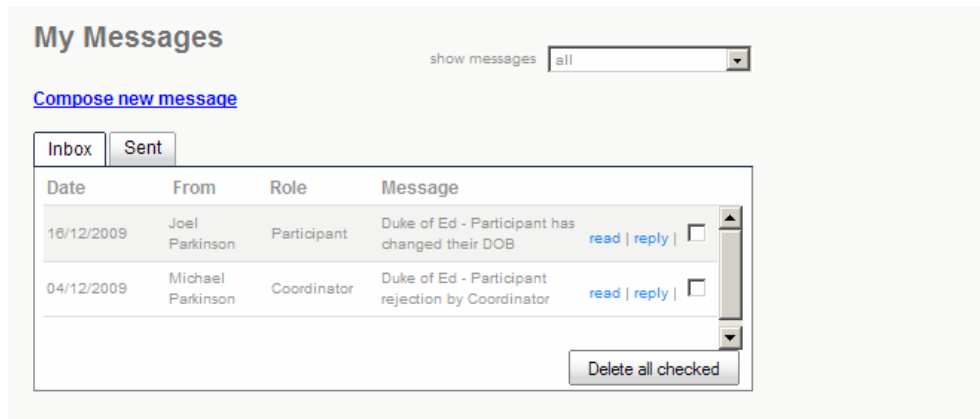 My Messages
show messages all
Compose new message
Inbox Sent
Date From Role Message
16/12/2009 Joel Parkinson Participant Duke of Ed - Participant has changed their DOB read | reply |
04/12/2009 Michael Parkinson Coordinator Duke of Ed - Participant rejection by Coordinator read | reply |
Delete all checked